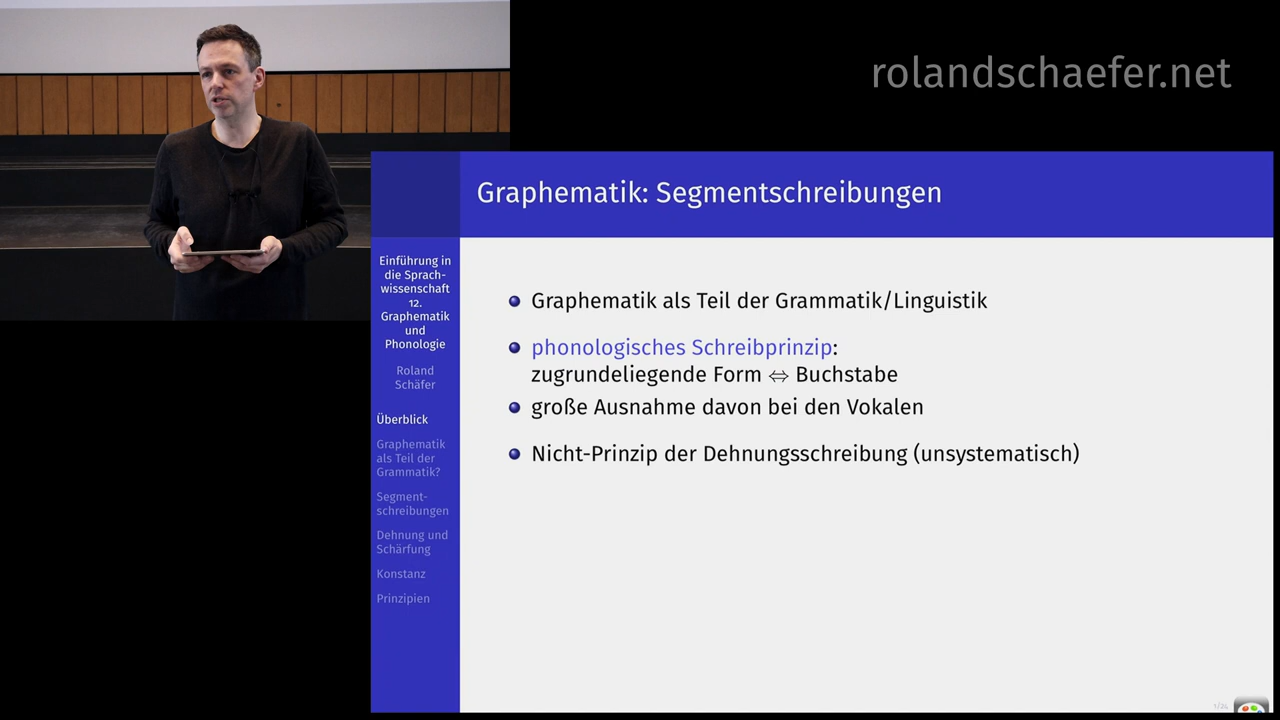 rolandschaefer.net
Graphematik: Segmentschreibungen
Einführung in
die Sprach-
wissenschaft
12.
Graphematik
und
Phonologie
Roland
Schäfer
Überblick
Graphematik
als Teil der
Grammatik?
Segment-
schreibungen
Dehnung und
Schärfung
Konstanz
Prinzipien
Graphematik als Teil der Grammatik/Linguistik
phonologisches Schreibprinzip:
zugrundeliegende Form ⇔ Buchstabe
große Ausnahme davon bei den Vokalen
Nicht-Prinzip der Dehnungsschreibung (unsystematisch)